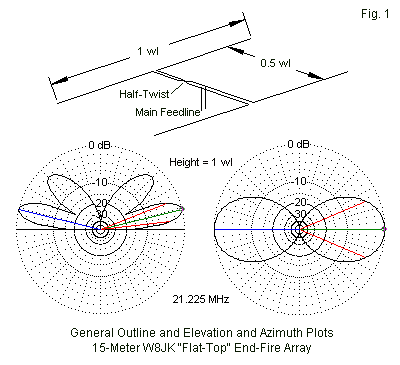 Fig. 1
1 wl
0.5 wl
Half-Twist
Main Feedline
0 dB
Height = 1 wl
0 dB
-10
-20
-30
-10
-20
-30
21.225 MHz
General Outline and Elevation and Azimuth Plots
15-Meter W8JK "Flat-Top" End-Fire Array